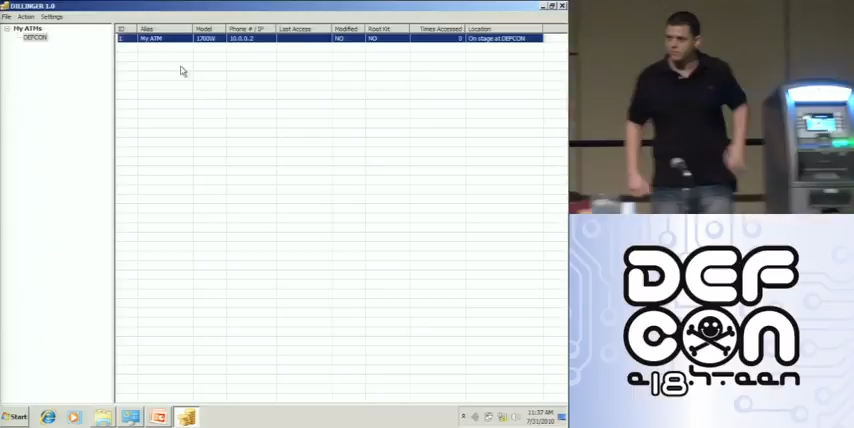 DILLINGER 1.0
File Action Settings
My ATMs
DEFCON
ID Alias Model Phone # / IP Last Access Modified Root Kit Times Accessed Location
1 My ATM 1700W 10.0.0.2 NO NO 0 On stage at DEFCON
DEF
CON
e18hteen
Start
11:37 AM
7/31/2010